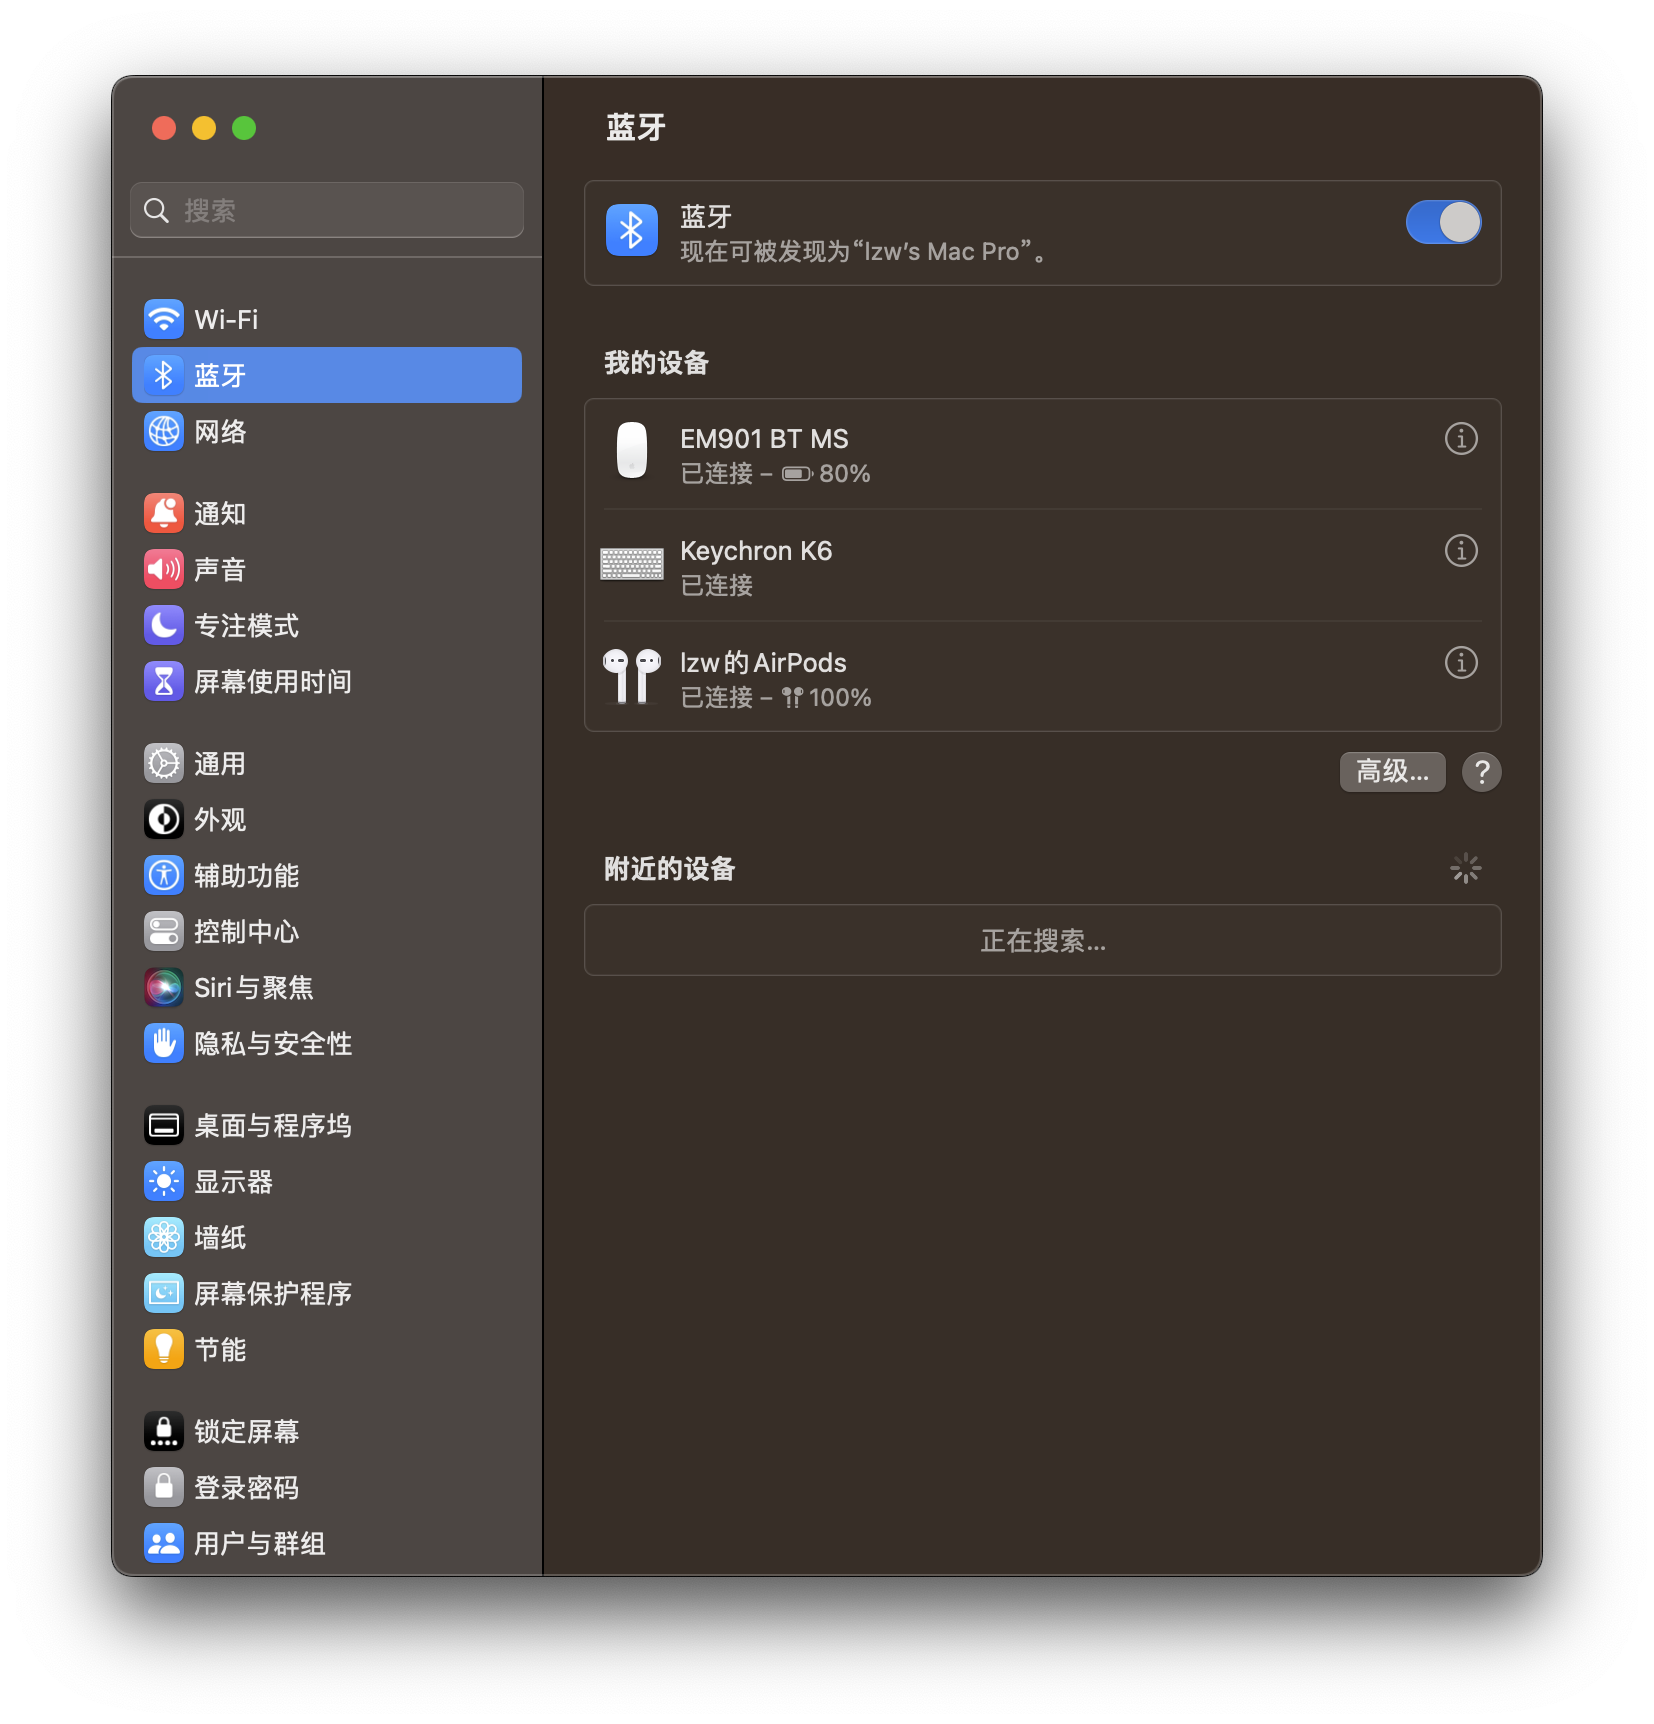 搜索
Wi-Fi
蓝牙
网络
通知
声音
专注模式
屏幕使用时间
通用
外观
辅助功能
控制中心
Siri与聚焦
隐私与安全性
桌面与程序坞
显示器
墙纸
屏幕保护程序
节能
锁定屏幕
登录密码
用户与群组
蓝牙
蓝牙
现在可被发现为“lzw’s Mac Pro”。
我的设备
EM901 BT MS
已连接 – 80%
Keychron K6
已连接
lzw的AirPods
已连接 – 100%
高级...
?
附近的设备
正在搜索...